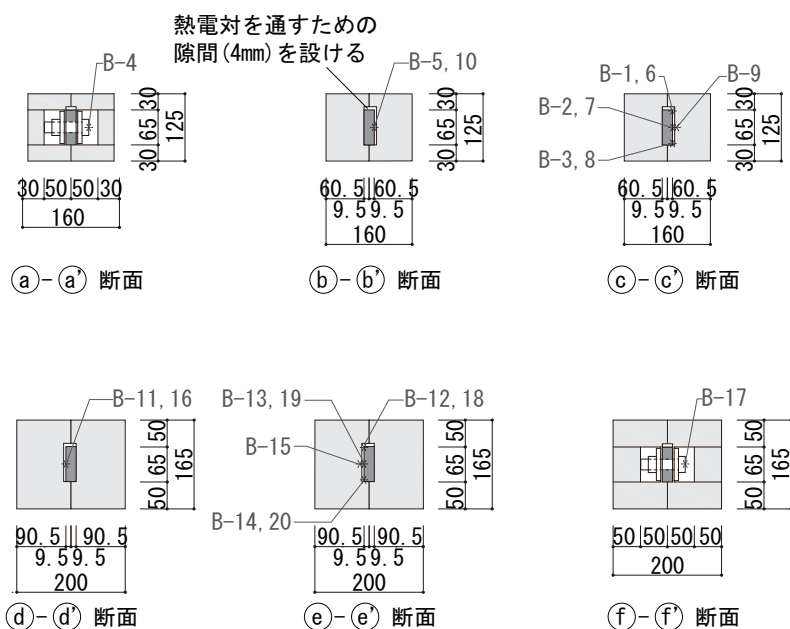 熱電対を通すための
隙間(4mm)を設ける
B-4
30 65 30
125
30 50 50 30
160
ⓐ-ⓐ' 断面
B-5, 10
30 65 30
125
60.5 60.5
9.5 9.5
160
ⓑ-ⓑ' 断面
B-1, 6
B-9
B-2, 7
B-3, 8
30 65 30
125
60.5 60.5
9.5 9.5
160
ⓒ-ⓒ' 断面
B-11, 16
50 65 50
165
90.5 90.5
9.5 9.5
200
ⓓ-ⓓ' 断面
B-13, 19
B-12, 18
B-15
B-14, 20
50 65 50
165
90.5 90.5
9.5 9.5
200
ⓔ-ⓔ' 断面
B-17
50 65 50
165
50 50 50 50
200
ⓕ-ⓕ' 断面